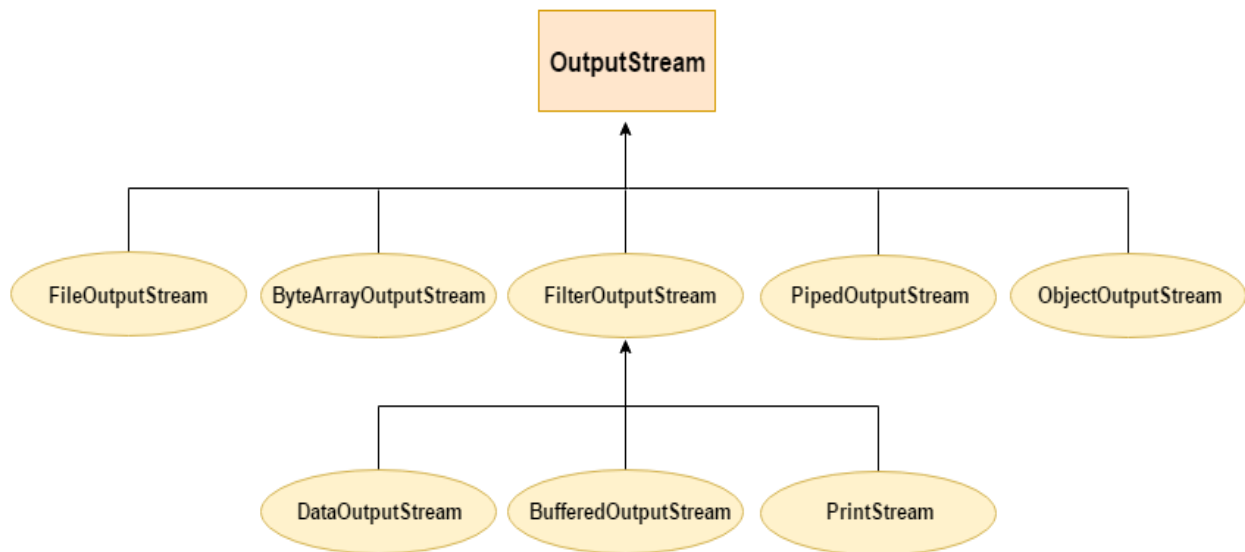 OutputStream
FileOutputStream
ByteArrayOutputStream
FilterOutputStream
PipedOutputStream
ObjectOutputStream
DataOutputStream
BufferedOutputStream
PrintStream